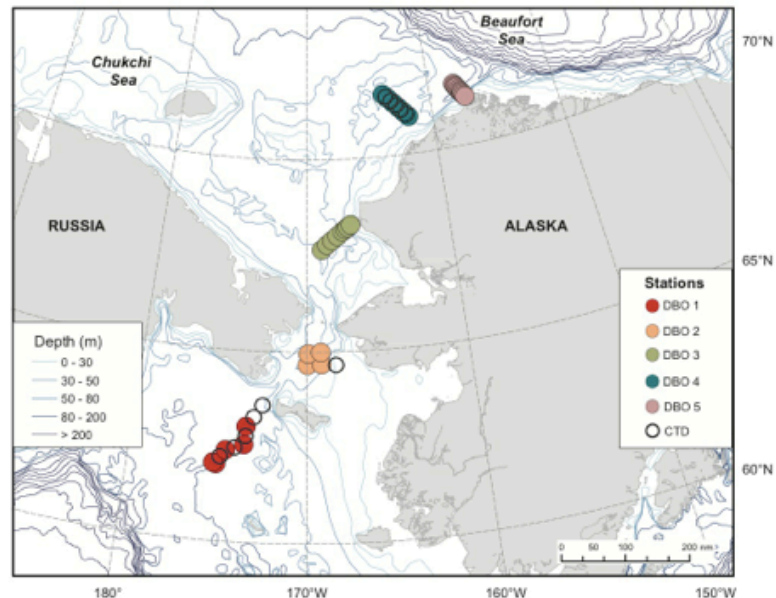 Beaufort
Sea
70°N
Chukchi
Sea
RUSSIA
ALASKA
65°N
Stations
DBO 1
DBO 2
DBO 3
DBO 4
DBO 5
CTD
Depth (m)
0 - 30
30 - 50
50 - 80
80 - 200
> 200
60°N
0 50 100 200 nm
180°
170°W
160°W
150°W